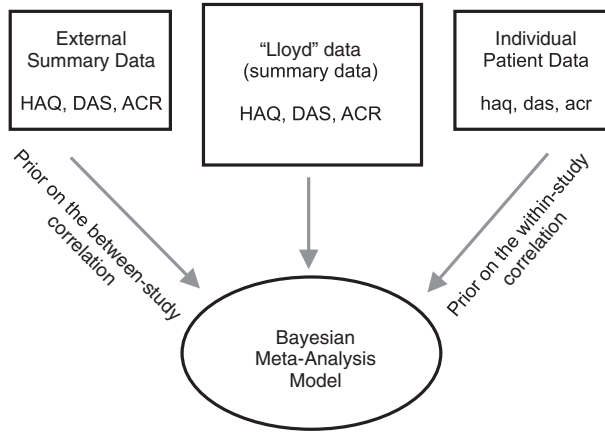 External
Summary Data
HAQ, DAS, ACR
“Lloyd” data
(summary data)
HAQ, DAS, ACR
Individual
Patient Data
haq, das, acr
Prior on the between-study
correlation
Prior on the within-study
correlation
Bayesian
Meta-Analysis
Model